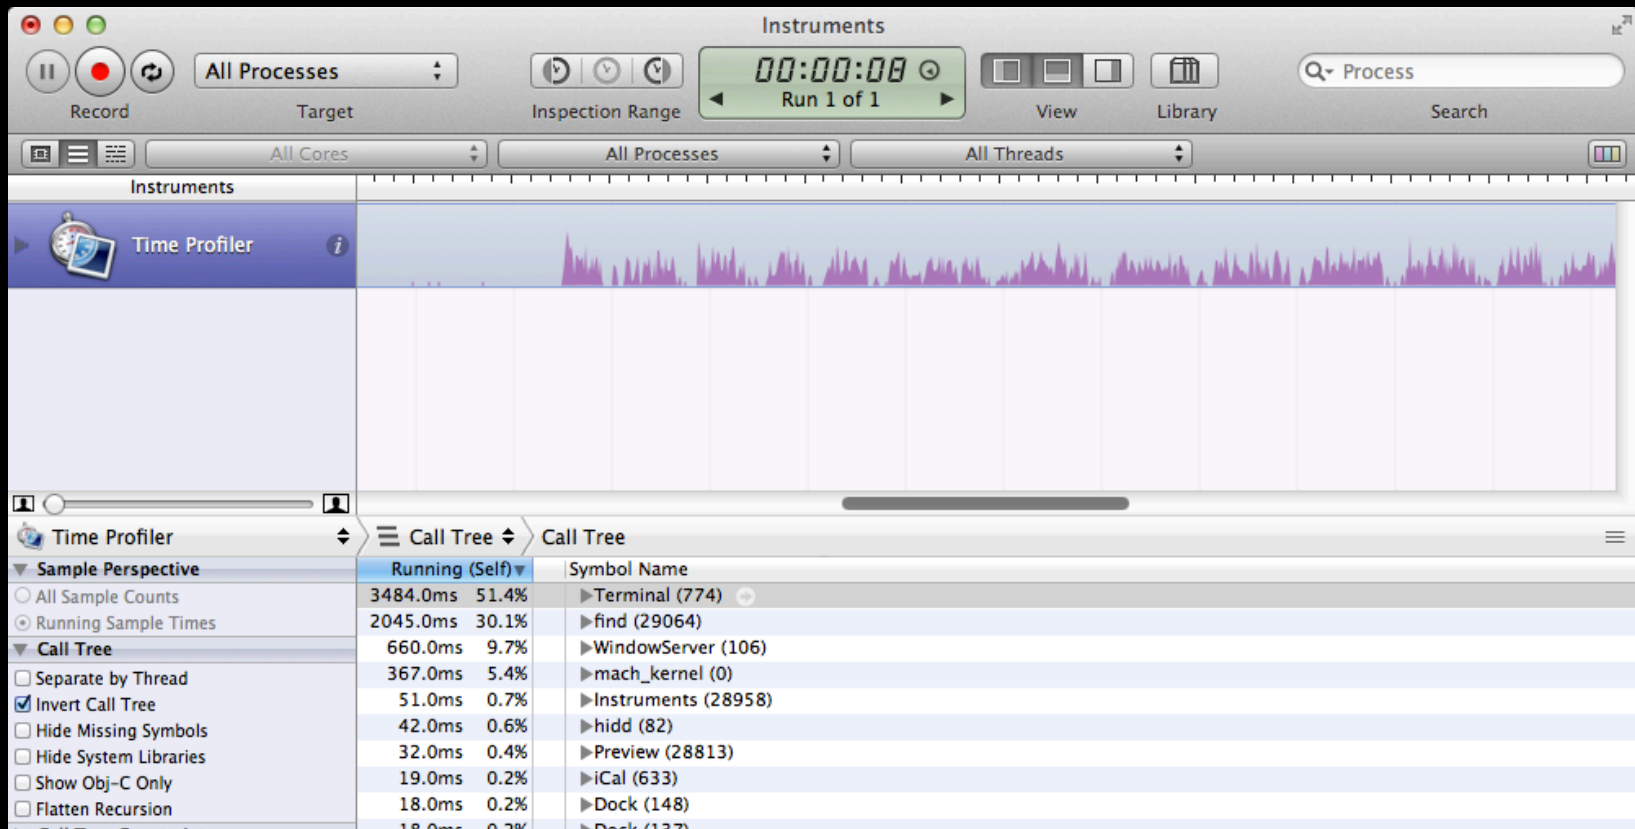 Instruments
All Processes
00:00:08
Process
Run 1 of 1
Record
Target
Inspection Range
View
Library
Search
All Cores
All Processes
All Threads
Instruments
Time Profiler
Time Profiler
Call Tree
Call Tree
Sample Perspective
Running (Self)
Symbol Name
All Sample Counts
3484.0ms 51.4% Terminal (774)
Running Sample Times
2045.0ms 30.1% find (29064)
Call Tree
660.0ms 9.7% WindowServer (106)
Separate by Thread
367.0ms 5.4% mach_kernel (0)
Invert Call Tree
51.0ms 0.7% Instruments (28958)
Hide Missing Symbols
42.0ms 0.6% hidd (82)
Hide System Libraries
32.0ms 0.4% Preview (28813)
Show Obj-C Only
19.0ms 0.2% iCal (633)
Flatten Recursion
18.0ms 0.2% Dock (148)
18.0ms 0.2% Dock (137)